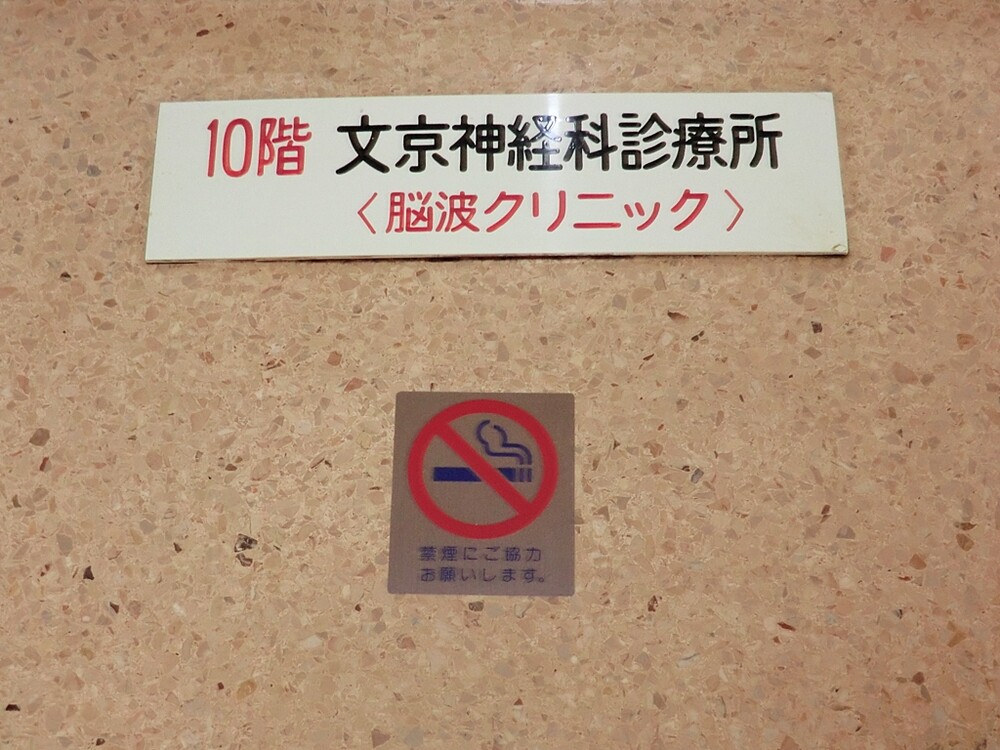 10階 文京神経科診療所
〈脳波クリニック〉
禁煙にご協力
お願いします。